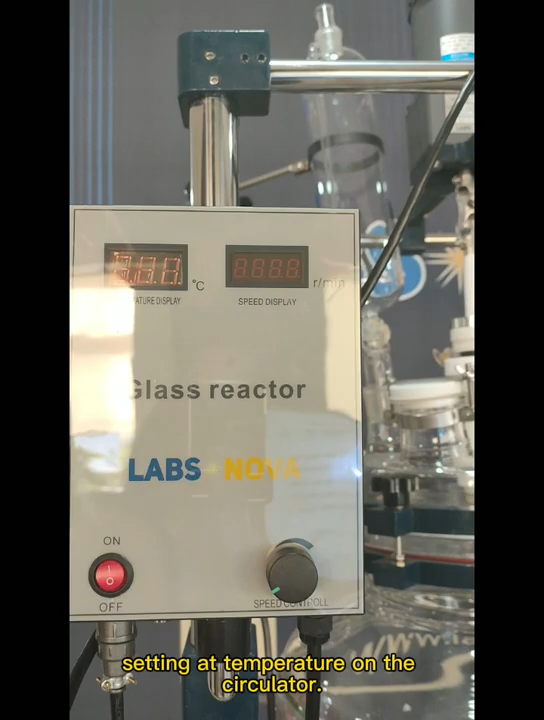 °C
r/min
ATURE DISPLAY
SPEED DISPLAY
Glass reactor
LABS NOVA
ON
OFF
SPEED CONTROLL
setting at temperature on the
circulator.